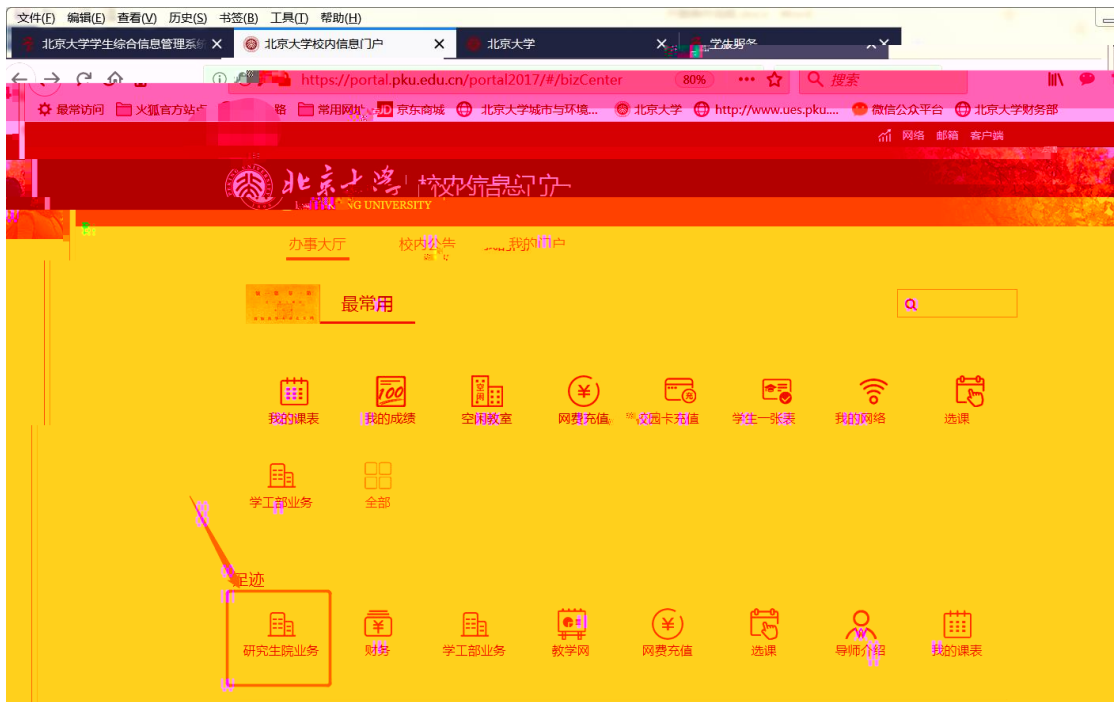 文件(F) 编辑(E) 查看(V) 历史(S) 书签(B) 工具(T) 帮助(H)
北京大学学生综合信息管理系统 北京大学校内信息门户 北京大学 学生服务
https://portal.pku.edu.cn/portal2017/#/bizCenter 80% 搜索
最常访问 火狐官方站点 常用网址 京东商城 北京大学城市与环境... 北京大学 http://www.ues.pku.... 微信公众平台 北京大学财务部
网络 邮箱 客户端
北京大学 校内信息门户
NG UNIVERSITY
办事大厅 校内公告 我的门户
最常用
我的课表 我的成绩 空闲教室 网费充值 校园卡充值 学生一张表 我的网络 选课
学工部业务 全部
足迹
研究生院业务 财务 学工部业务 教学网 网费充值 选课 导师介绍 我的课表